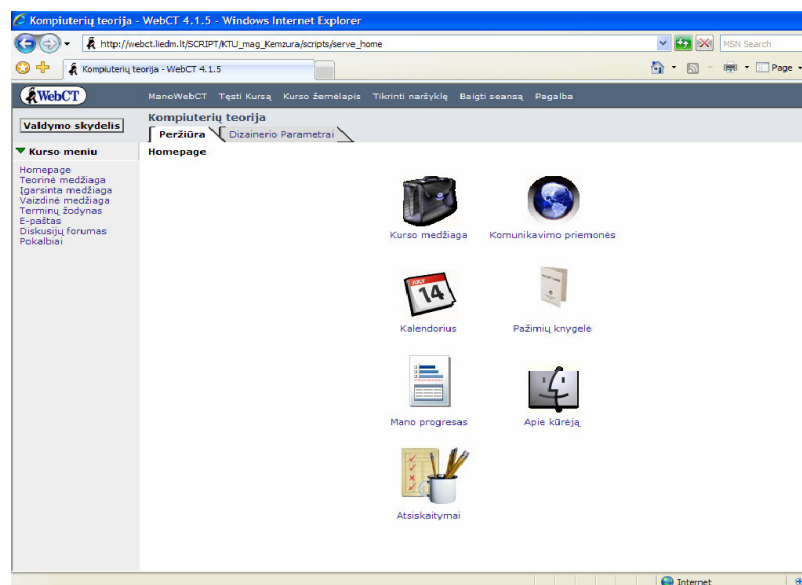 Kompiuterių teorija - WebCT 4.1.5 - Windows Internet Explorer
http://webct.liedm.lt/SCRIPT/KTU_mag_Kemzura/scripts/serve_home
MSN Search
Kompiuterių teorija - WebCT 4.1.5
Page
WebCT
ManoWebCT Tęsti Kursą Kurso žemėlapis Tikrinti naršyklę Baigti seansą Pagalba
Valdymo skydelis
Kompiuterių teorija
Peržiūra Dizainerio Parametrai
Kurso meniu
Homepage
Homepage
Teorinė medžiaga
Įgarsinta medžiaga
Vaizdinė medžiaga
Terminų žodynas
E-paštas
Diskusijų forumas
Pokalbiai
Kurso medžiaga
Komunikavimo priemonės
JULY
14
Kalendorius
Pažimių knygelė
Mano progresas
Apie kūrėją
Atsiskaitymai
Internet